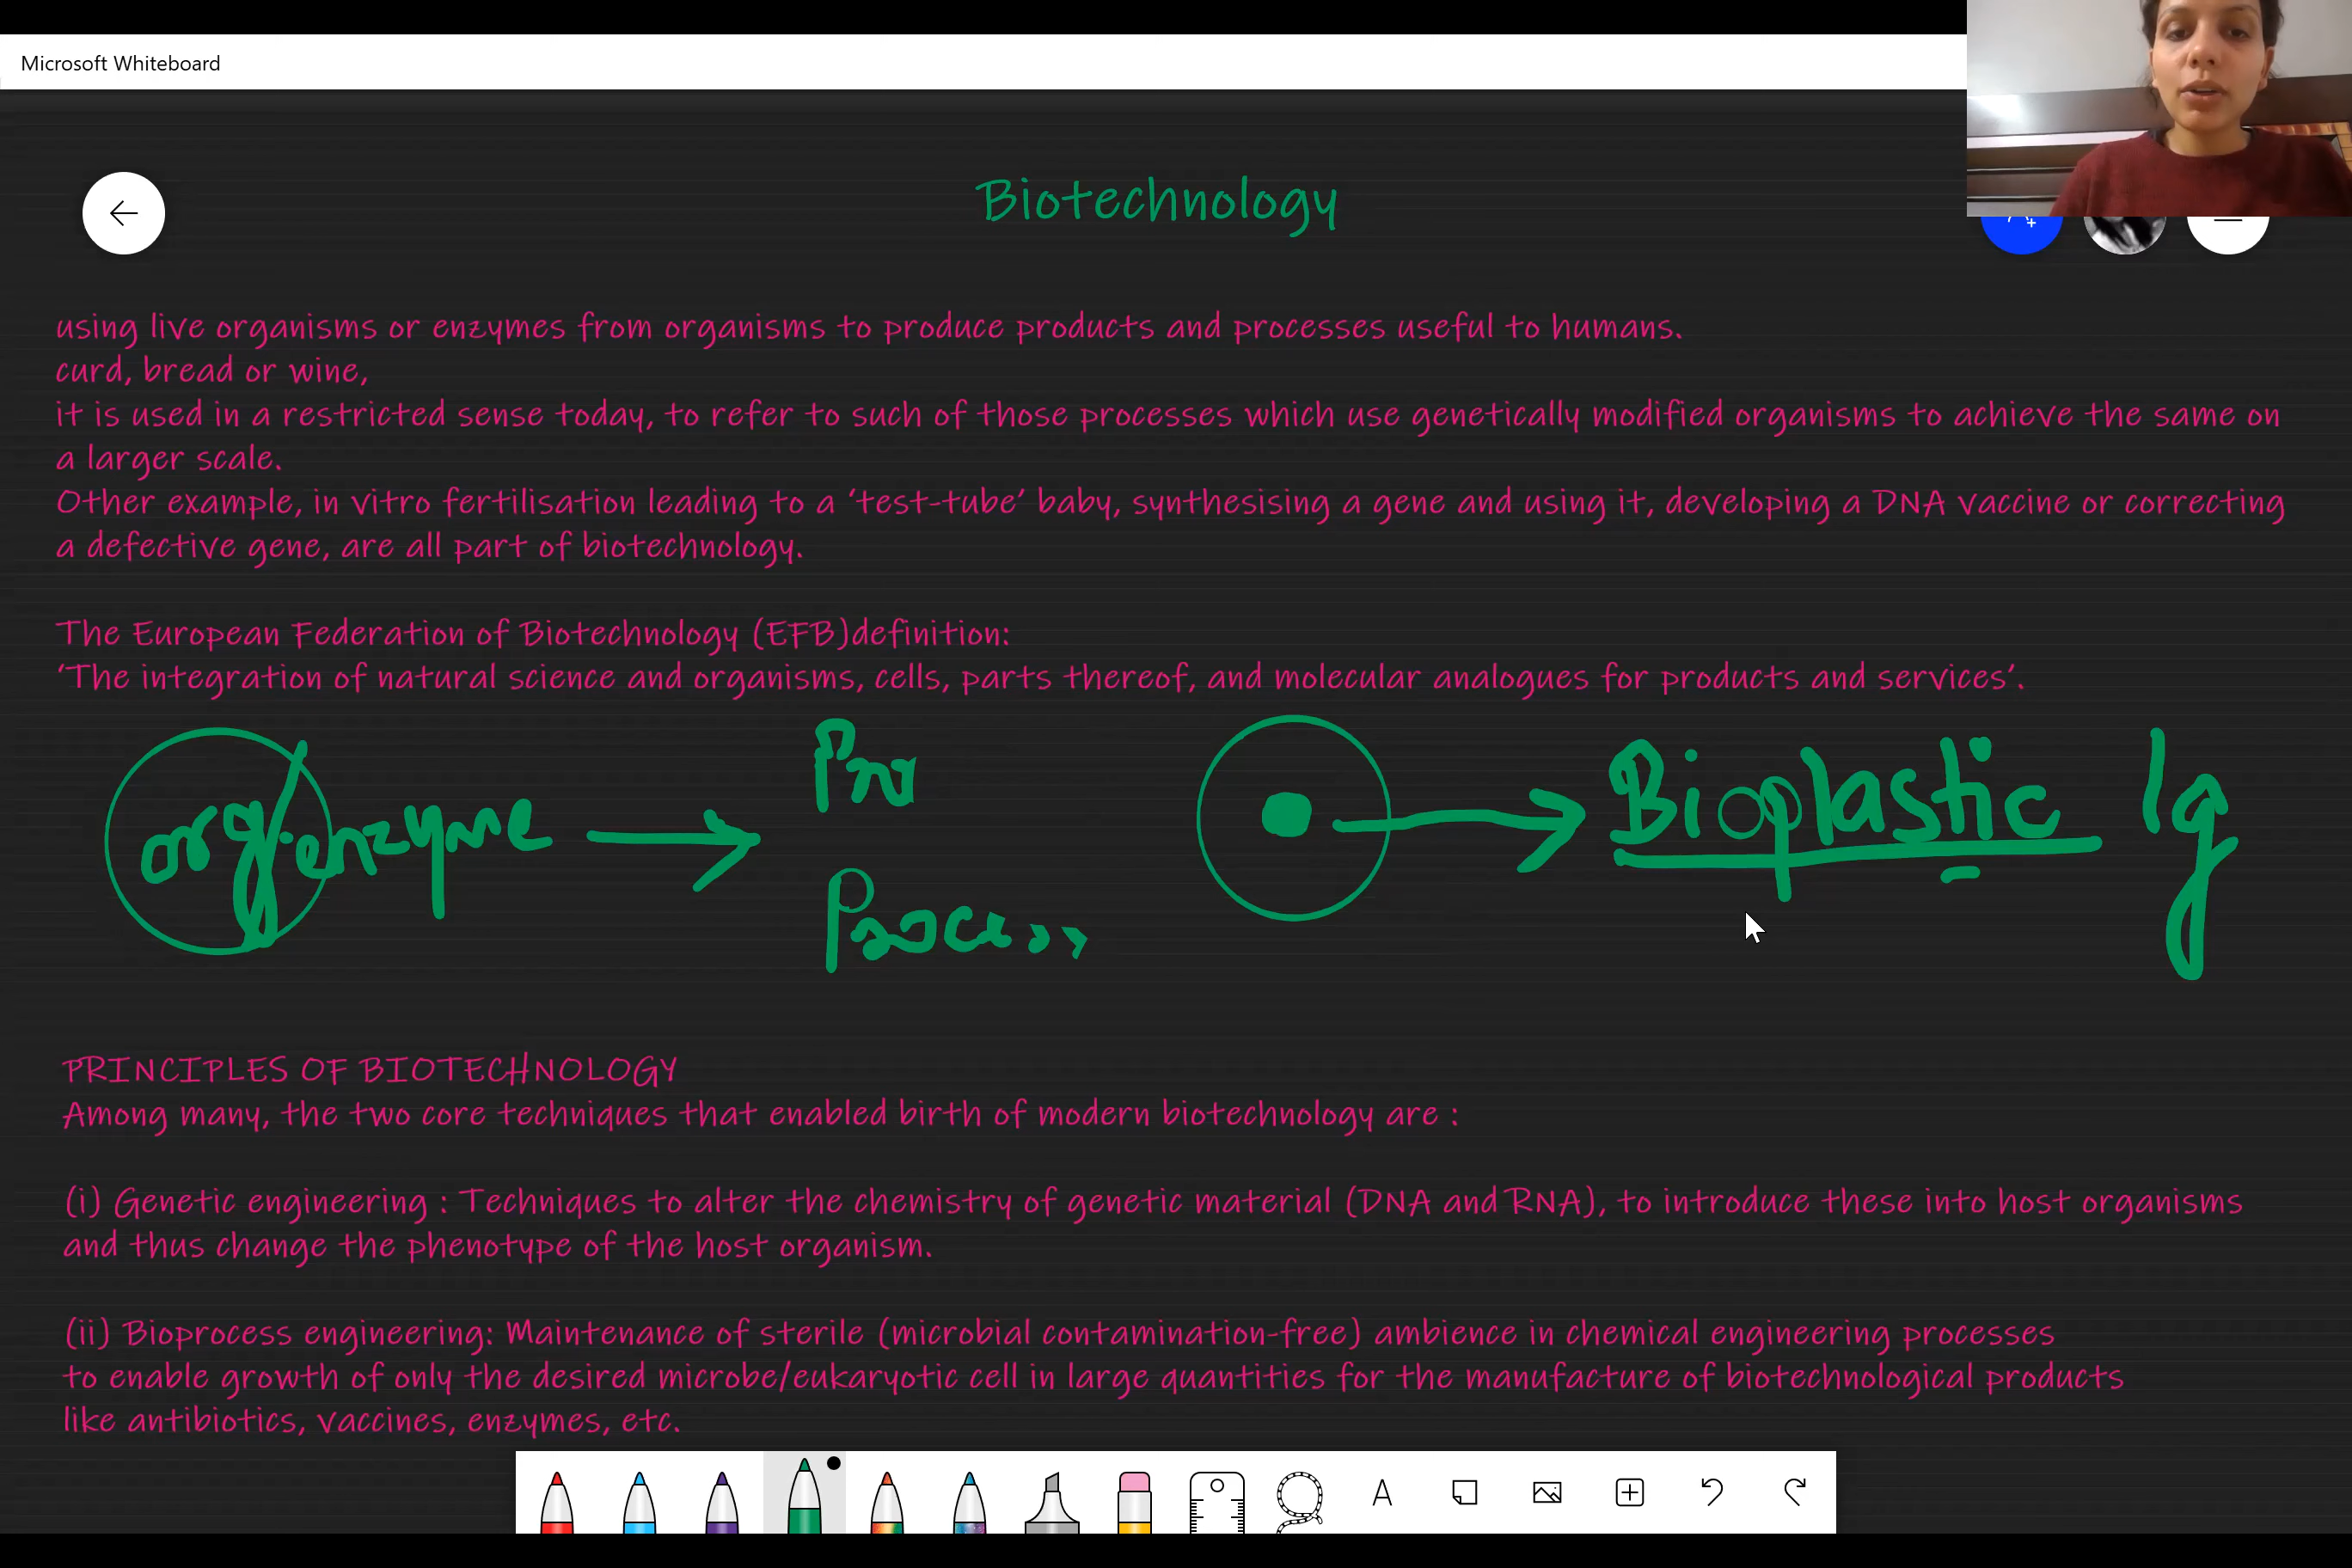 Microsoft Whiteboard
Biotechnology
using live organisms or enzymes from organisms to produce products and processes useful to humans.
curd, bread or wine,
it is used in a restricted sense today, to refer to such of those processes which use genetically modified organisms to achieve the same on
a larger scale.
Other example, in vitro fertilisation leading to a ‘test-tube’ baby, synthesising a gene and using it, developing a DNA vaccine or correcting
a defective gene, are all part of biotechnology.
The European Federation of Biotechnology (EFB)definition:
‘The integration of natural science and organisms, cells, parts thereof, and molecular analogues for products and services’.
org/enzyme → Pro → Bioplastic 1g
Process
PRINCIPLES OF BIOTECHNOLOGY
Among many, the two core techniques that enabled birth of modern biotechnology are :
(i) Genetic engineering : Techniques to alter the chemistry of genetic material (DNA and RNA), to introduce these into host organisms
and thus change the phenotype of the host organism.
(ii) Bioprocess engineering: Maintenance of sterile (microbial contamination-free) ambience in chemical engineering processes
to enable growth of only the desired microbe/eukaryotic cell in large quantities for the manufacture of biotechnological products
like antibiotics, vaccines, enzymes, etc.